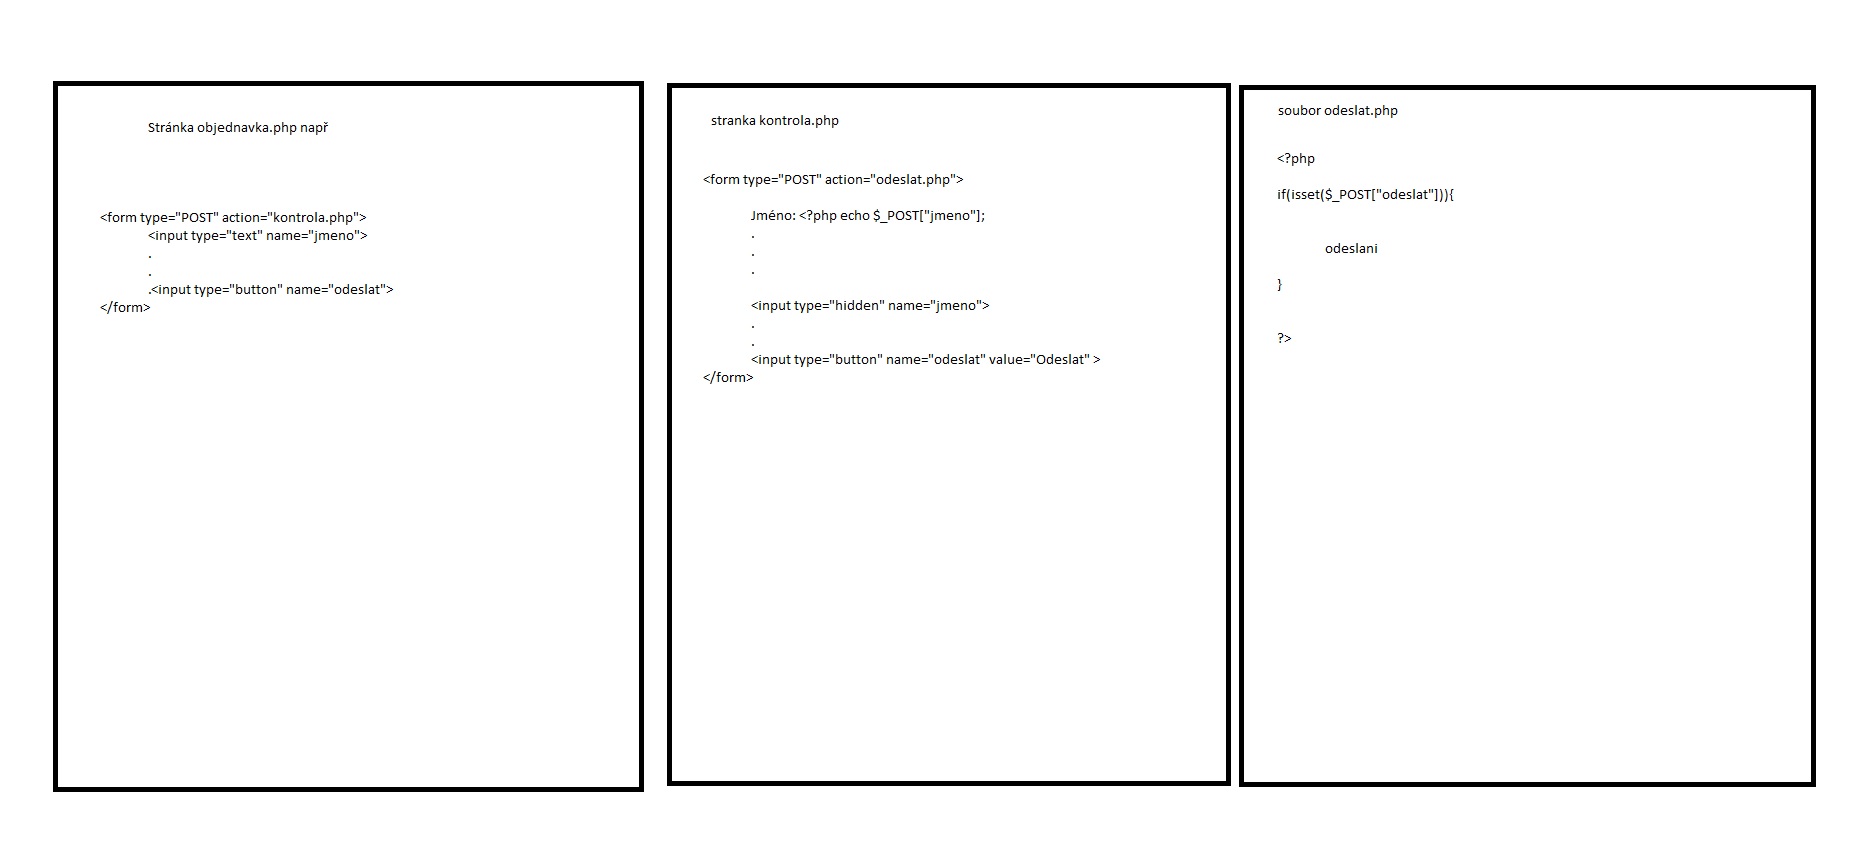 Stránka objednavka.php např
<form type="POST" action="kontrola.php">
<input type="text" name="jmeno">
.
.
.<input type="button" name="odeslat">
</form>
stranka kontrola.php
<form type="POST" action="odeslat.php">
Jméno: <?php echo $_POST["jmeno"];
.
.
.
<input type="hidden" name="jmeno">
.
.
<input type="button" name="odeslat" value="Odeslat" >
</form>
soubor odeslat.php
<?php
if(isset($_POST["odeslat"])){
odeslani
}
?>